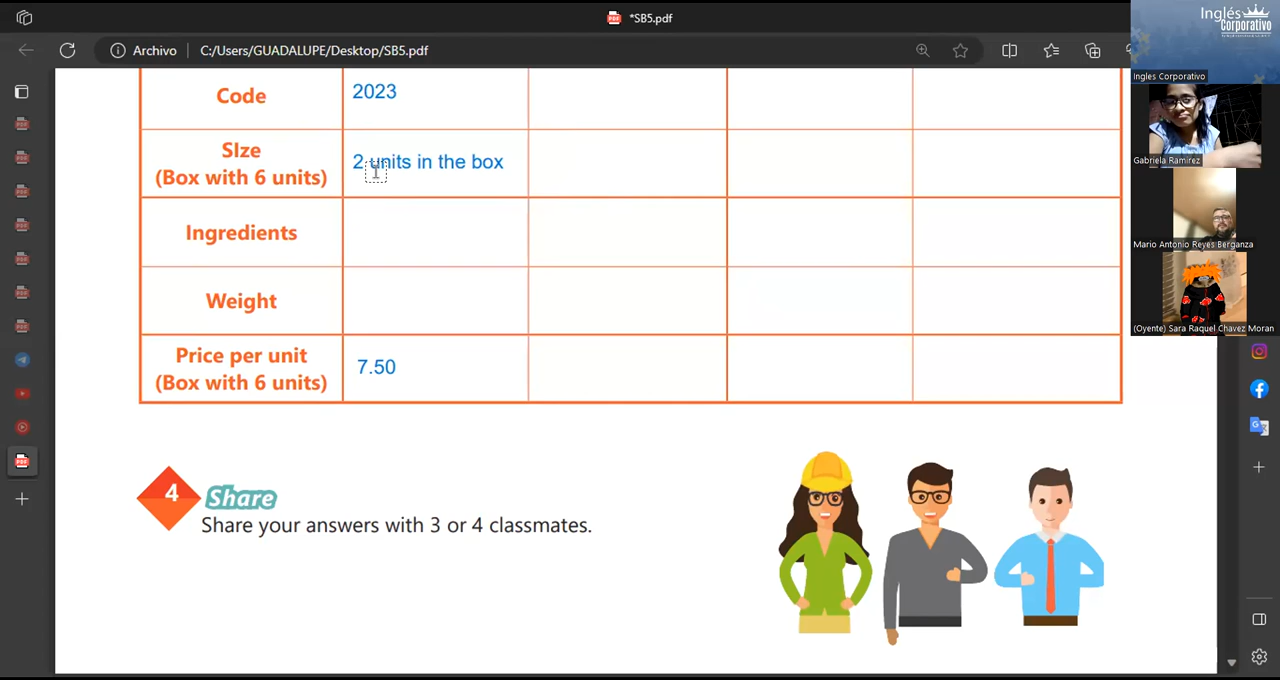 *SB5.pdf
Archivo
C:/Users/GUADALUPE/Desktop/SB5.pdf
Code
2023
SIze
(Box with 6 units)
2 units in the box
Ingredients
Weight
Price per unit
(Box with 6 units)
7.50
4
Share
Share your answers with 3 or 4 classmates.
Inglés
Corporativo
Ingles Corporativo
Gabriela Ramirez
Mario Antonio Reyes Berganza
(Oyente) Sara Raquel Chavez Moran